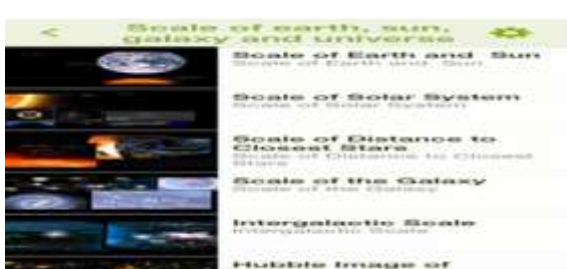 <
Scale of earth, sun,
galaxy and universe
Scale of Earth and Sun
Scale of Earth and Sun
Scale of Solar System
Scale of Solar System
Scale of Distance to
Closest Stars
Scale of Distance to Closest
Stars
Scale of the Galaxy
Scale of the Galaxy
Intergalactic Scale
Intergalactic Scale
Hubble Image of